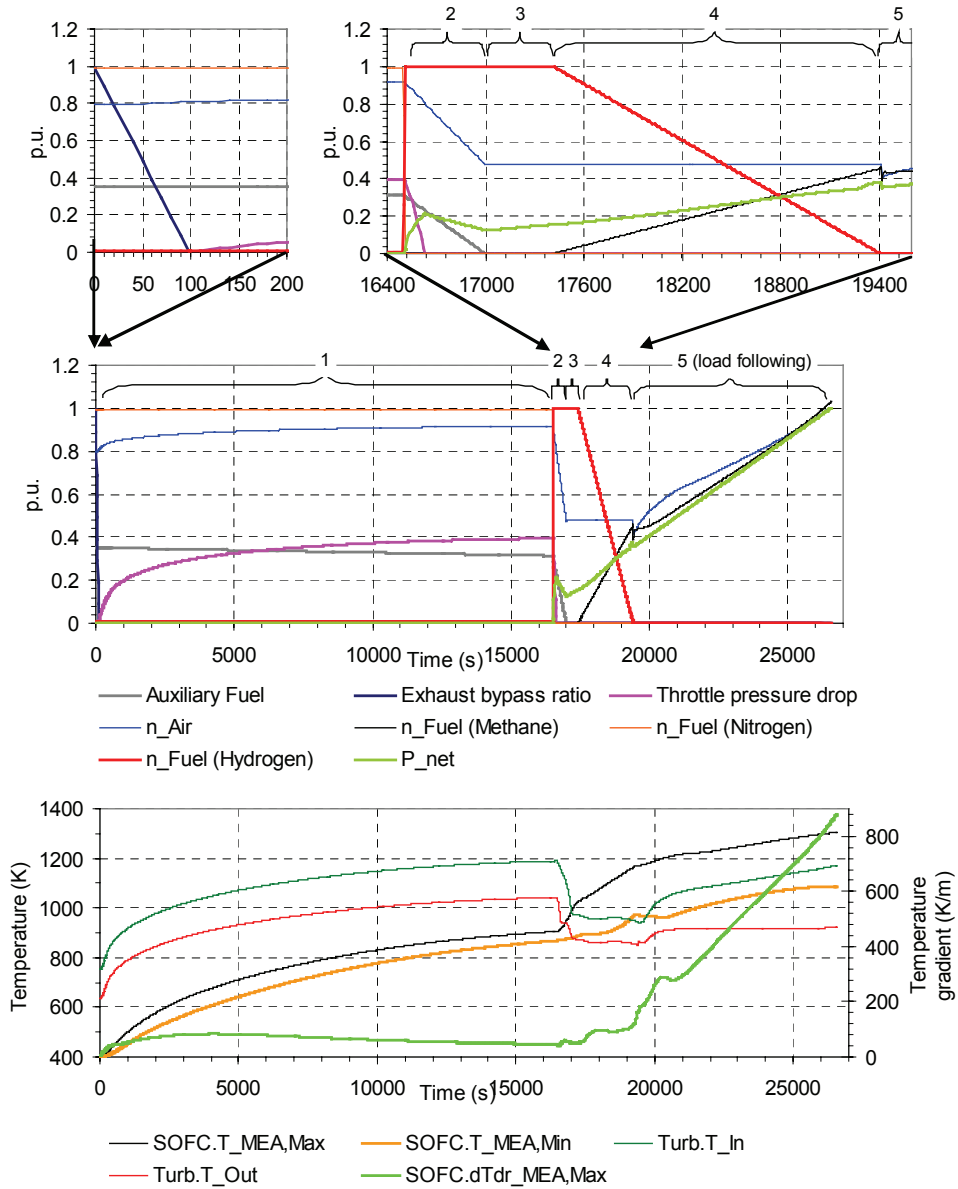 2 3 4 5
1.2 1.2
1 1
0.8 0.8
p.u. p.u.
0.6 0.6
0.4 0.4
0.2 0.2
0 0
0 50 100 150 200 16400 17000 17600 18200 18800 19400
1 2 3 4 5 (load following)
1.2
1
0.8
p.u.
0.6
0.4
0.2
0
0 5000 10000 15000 20000 25000
Time (s)
Auxiliary Fuel Exhaust bypass ratio Throttle pressure drop
n_Air n_Fuel (Methane) n_Fuel (Nitrogen)
n_Fuel (Hydrogen) P_net
1400
1200 800
1000 600
Temperature (K) Temperature gradient (K/m)
800 400
600 200
400 0
0 5000 10000 15000 20000 25000
Time (s)
SOFC.T_MEA,Max SOFC.T_MEA,Min Turb.T_In
Turb.T_Out SOFC.dTdr_MEA,Max